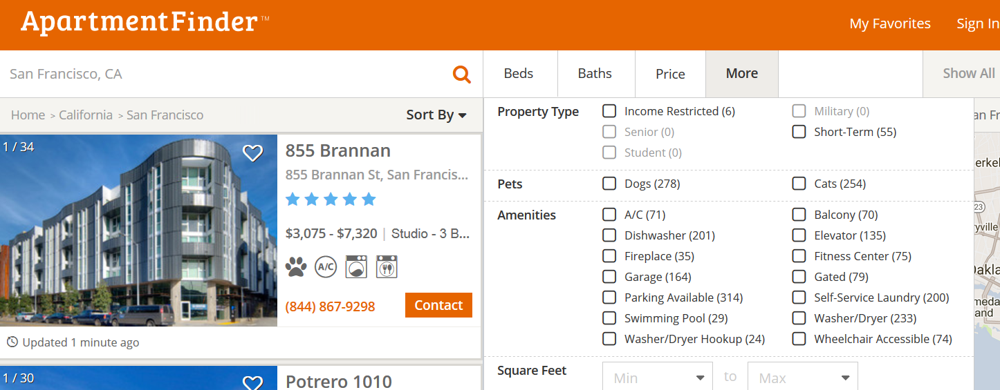 ApartmentFinder™
My Favorites
Sign In
San Francisco, CA
Beds
Baths
Price
More
Show All
Home > California > San Francisco
Sort By
1 / 34
855 Brannan
855 Brannan St, San Francis...
$3,075 - $7,320 | Studio - 3 B...
A/C
(844) 867-9298
Contact
Updated 1 minute ago
1 / 30
Potrero 1010
Property Type
Income Restricted (6)
Military (0)
Senior (0)
Short-Term (55)
Student (0)
Pets
Dogs (278)
Cats (254)
Amenities
A/C (71)
Balcony (70)
Dishwasher (201)
Elevator (135)
Fireplace (35)
Fitness Center (75)
Garage (164)
Gated (79)
Parking Available (314)
Self-Service Laundry (200)
Swimming Pool (29)
Washer/Dryer (233)
Washer/Dryer Hookup (24)
Wheelchair Accessible (74)
Square Feet
Min
to
Max
an Fr
erkel
23
ryville
Oakla
meda
and